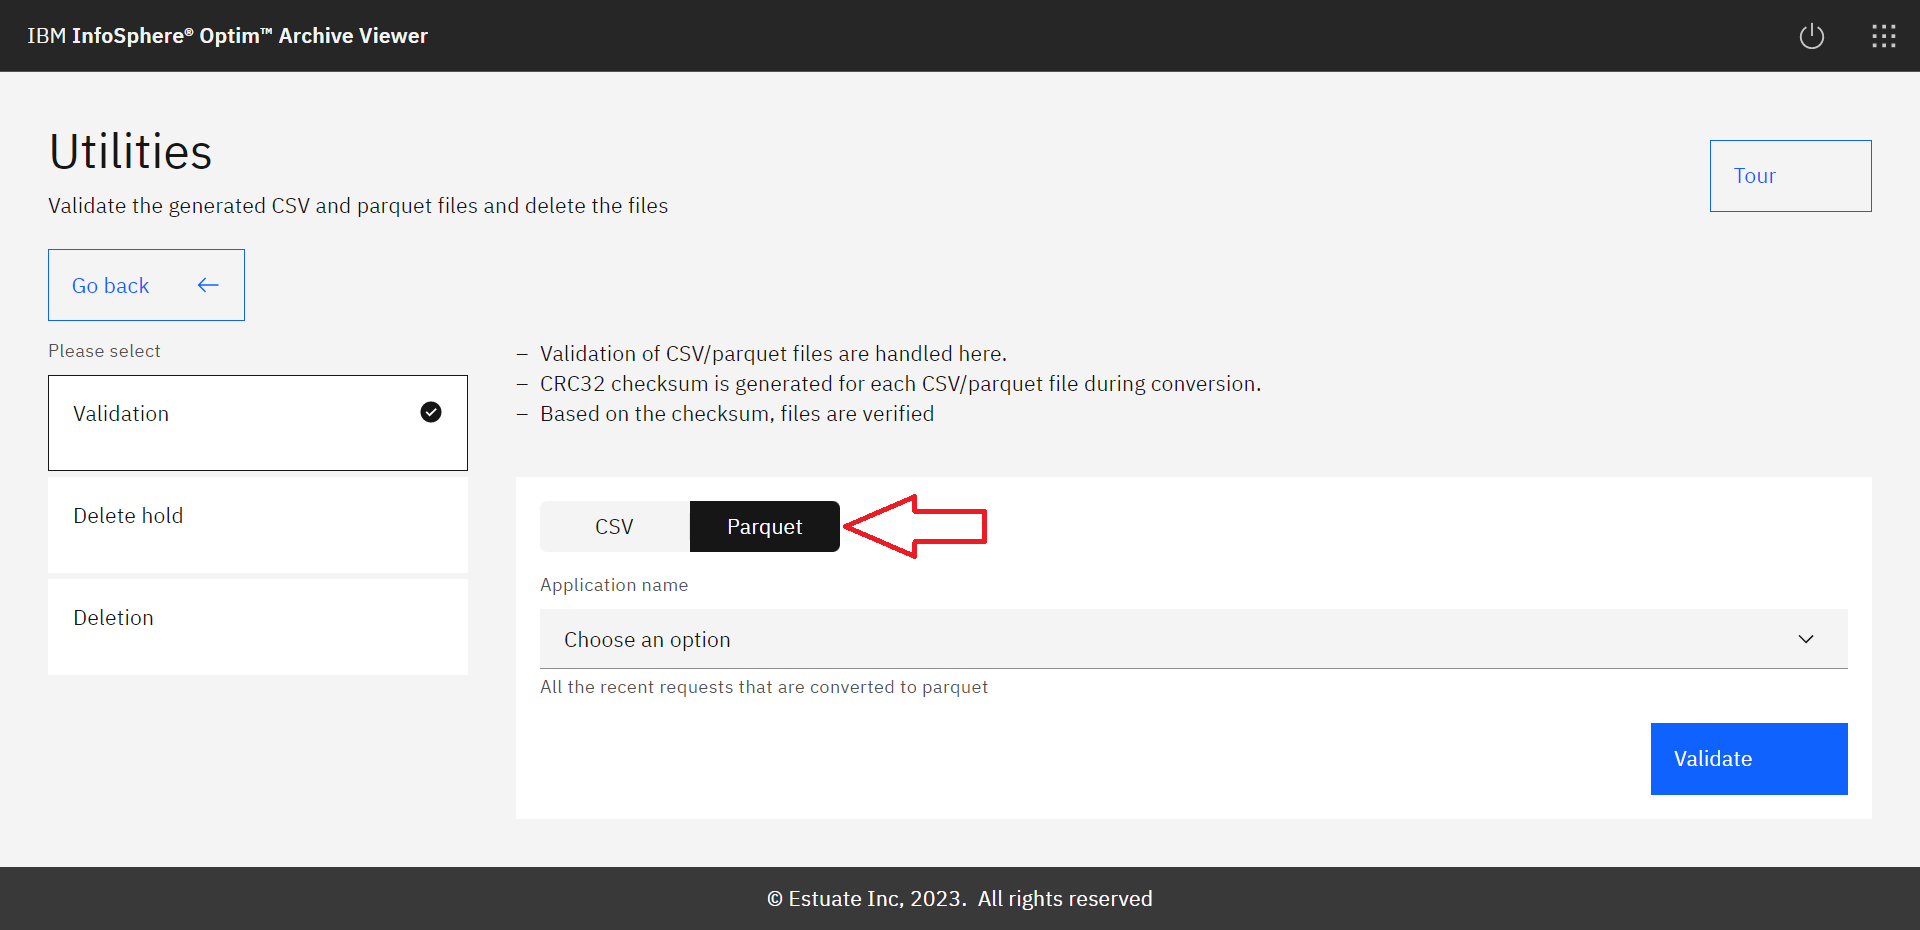 IBM InfoSphere® Optim™ Archive Viewer
Utilities
Validate the generated CSV and parquet files and delete the files
Tour
Go back
Please select
Validation
Delete hold
Deletion
– Validation of CSV/parquet files are handled here.
– CRC32 checksum is generated for each CSV/parquet file during conversion.
– Based on the checksum, files are verified
CSV Parquet
Application name
Choose an option
All the recent requests that are converted to parquet
Validate
© Estuate Inc, 2023. All rights reserved